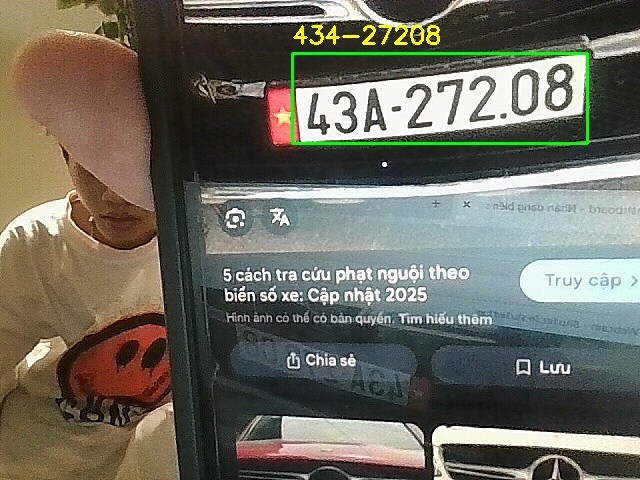 434-27208
43A-272.08
5 cách tra cứu phạt nguội theo
biển số xe: Cập nhật 2025
Truy cập
Hình ảnh có thể có bản quyền. Tìm hiểu thêm
Chia sẻ
Lưu